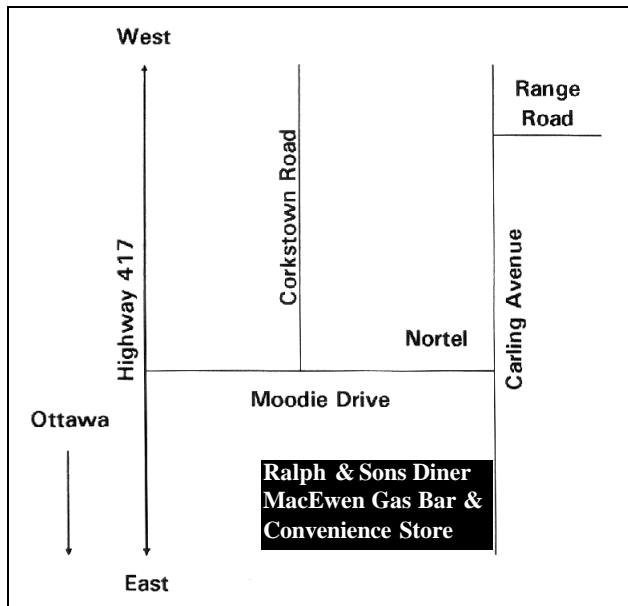 West
Range
Road
Corkstown Road
Highway 417
Carling Avenue
Nortel
Moodie Drive
Ottawa
Ralph & Sons Diner
MacEwen Gas Bar &
Convenience Store
East